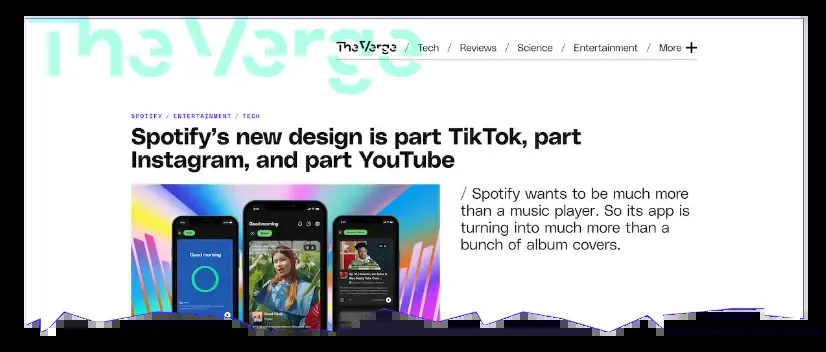 The Verge
The Verge / Tech / Reviews / Science / Entertainment / More +
SPOTIFY / ENTERTAINMENT / TECH
Spotify's new design is part TikTok, part
Instagram, and part YouTube
/ Spotify wants to be much more
than a music player. So its app is
turning into much more than a
bunch of album covers.
Good morning
Good morning